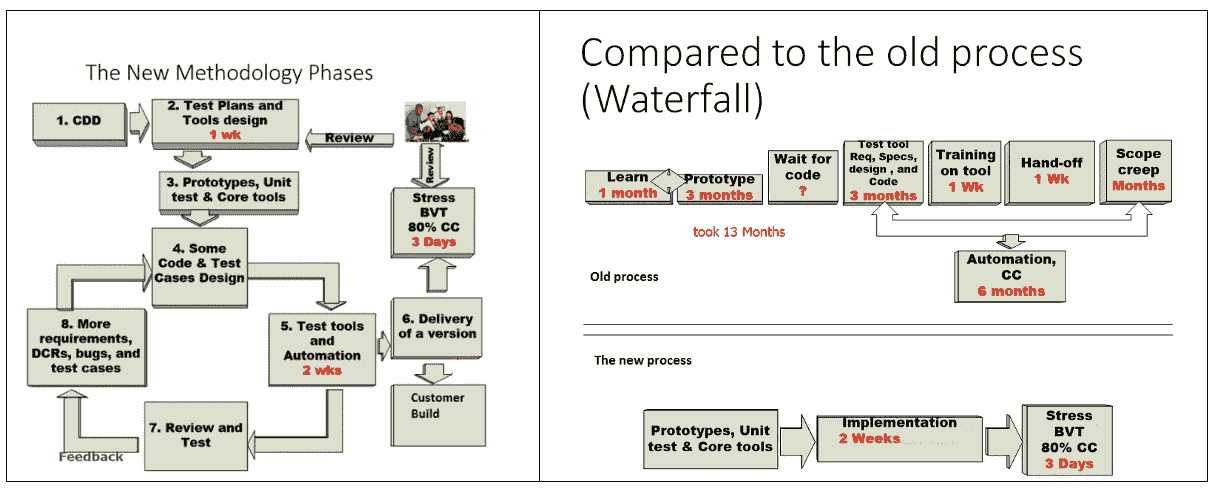 The New Methodology Phases
1. CDD
2. Test Plans and
Tools design
1 wk
Review
Review
3. Prototypes, Unit
test & Core tools
Stress
BVT
80% CC
3 Days
4. Some
Code & Test
Cases Design
8. More
requirements,
DCRs, bugs, and
test cases
5. Test tools
and
Automation
2 wks
6. Delivery
of a version
Customer
Build
7. Review and
Test
Feedback
Compared to the old process
(Waterfall)
Learn
1 month
Prototype
3 months
Wait for
code
?
Test tool
Req, Specs,
design , and
Code
3 months
Training
on tool
1 Wk
Hand-off
1 Wk
Scope
creep
Months
took 13 Months
Automation,
CC
6 months
Old process
The new process
Prototypes, Unit
test & Core tools
Implementation
2 Weeks
Stress
BVT
80% CC
3 Days